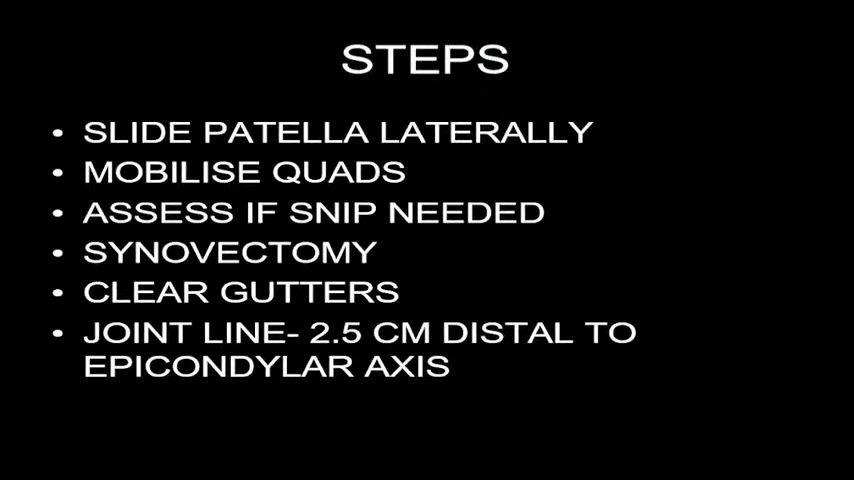 STEPS
• SLIDE PATELLA LATERALLY
• MOBILISE QUADS
• ASSESS IF SNIP NEEDED
• SYNOVECTOMY
• CLEAR GUTTERS
• JOINT LINE- 2.5 CM DISTAL TO
EPICONDYLAR AXIS